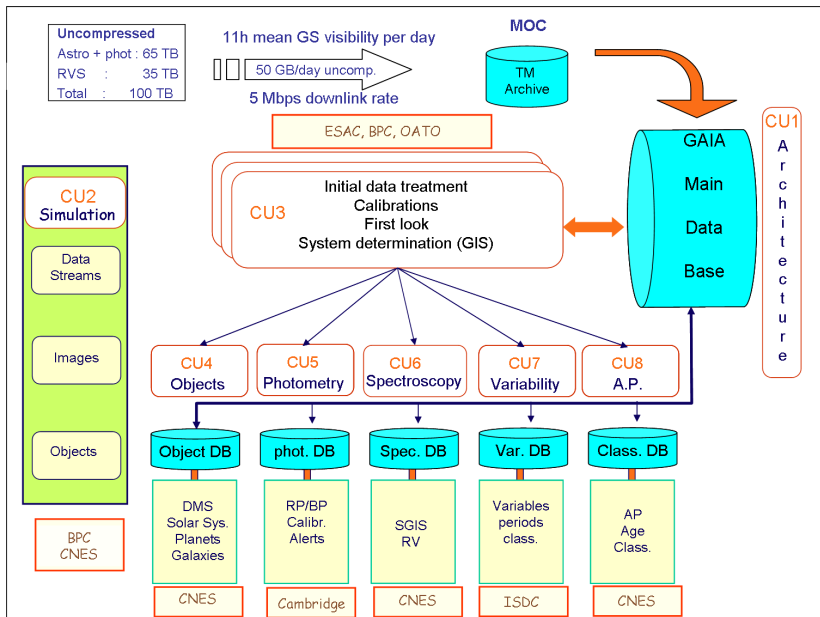 Uncompressed
Astro + phot : 65 TB
RVS : 35 TB
Total : 100 TB
11h mean GS visibility per day
50 GB/day uncomp.
5 Mbps downlink rate
MOC
TM
Archive
ESAC, BPC, OATO
CU3
Initial data treatment
Calibrations
First look
System determination (GIS)
GAIA
Main
Data
Base
CU1
Architecture
CU2
Simulation
Data
Streams
Images
Objects
BPC
CNES
CU4
Objects
CU5
Photometry
CU6
Spectroscopy
CU7
Variability
CU8
A.P.
Object DB
phot. DB
Spec. DB
Var. DB
Class. DB
DMS
Solar Sys.
Planets
Galaxies
RP/BP
Calibr.
Alerts
SGIS
RV
Variables
periods
class.
AP
Age
Class.
CNES
Cambridge
CNES
ISDC
CNES